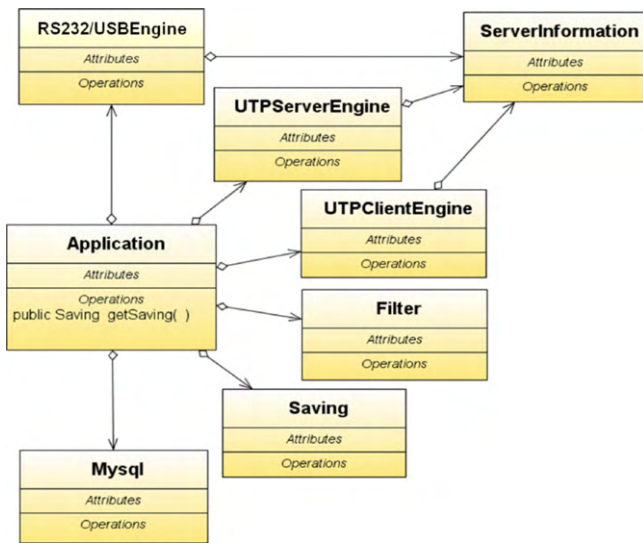 RS232/USBEngine
Attributes
Operations
ServerInformation
Attributes
Operations
UTPServerEngine
Attributes
Operations
UTPClientEngine
Attributes
Operations
Application
Attributes
Operations
public Saving getSaving( )
Filter
Attributes
Operations
Saving
Attributes
Operations
Mysql
Attributes
Operations